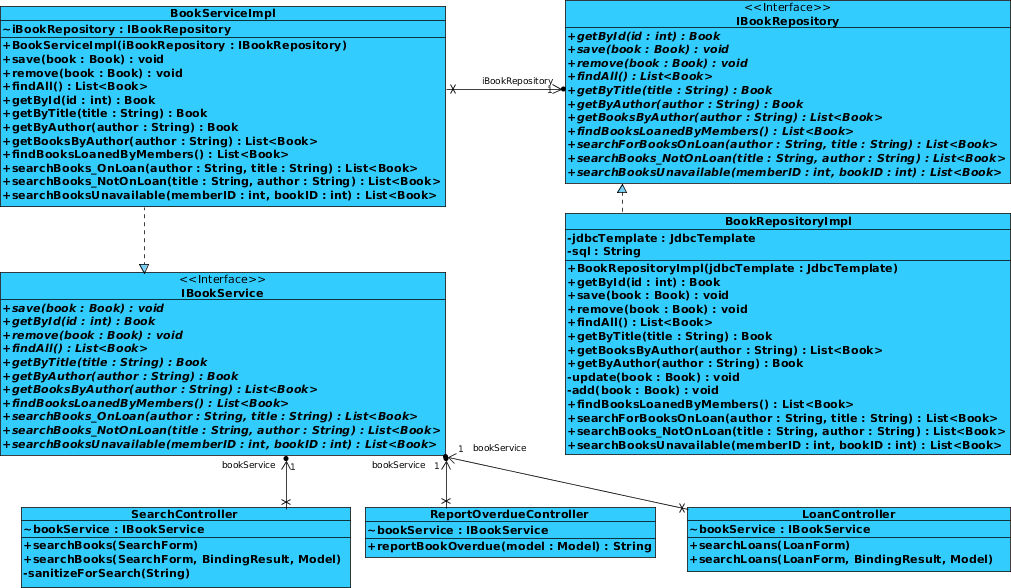 BookServiceImpl
~iBookRepository : IBookRepository
+BookServiceImpl(iBookRepository : IBookRepository)
+save(book : Book) : void
+remove(book : Book) : void
+findAll() : List<Book>
+getById(id : int) : Book
+getByTitle(title : String) : Book
+getByAuthor(author : String) : Book
+getBooksByAuthor(author : String) : List<Book>
+findBooksLoanedByMembers() : List<Book>
+searchBooks_OnLoan(author : String, title : String) : List<Book>
+searchBooks_NotOnLoan(title : String, author : String) : List<Book>
+searchBooksUnavailable(memberID : int, bookID : int) : List<Book>
iBookRepository
1
<<Interface>>
IBookRepository
+getById(id : int) : Book
+save(book : Book) : void
+remove(book : Book) : void
+findAll() : List<Book>
+getByTitle(title : String) : Book
+getByAuthor(author : String) : Book
+getBooksByAuthor(author : String) : List<Book>
+findBooksLoanedByMembers() : List<Book>
+searchForBooksOnLoan(author : String, title : String) : List<Book>
+searchBooks_NotOnLoan(title : String, author : String) : List<Book>
+searchBooksUnavailable(memberID : int, bookID : int) : List<Book>
BookRepositoryImpl
-jdbcTemplate : JdbcTemplate
-sql : String
+BookRepositoryImpl(jdbcTemplate : JdbcTemplate)
+getById(id : int) : Book
+save(book : Book) : void
+remove(book : Book) : void
+findAll() : List<Book>
+getByTitle(title : String) : Book
+getBooksByAuthor(author : String) : List<Book>
+getByAuthor(author : String) : Book
-update(book : Book) : void
-add(book : Book) : void
+findBooksLoanedByMembers() : List<Book>
+searchForBooksOnLoan(author : String, title : String) : List<Book>
+searchBooks_NotOnLoan(title : String, author : String) : List<Book>
+searchBooksUnavailable(memberID : int, bookID : int) : List<Book>
<<Interface>>
IBookService
+save(book : Book) : void
+getById(id : int) : Book
+remove(book : Book) : void
+findAll() : List<Book>
+getByTitle(title : String) : Book
+getByAuthor(author : String) : Book
+getBooksByAuthor(author : String) : List<Book>
+findBooksLoanedByMembers() : List<Book>
+searchBooks_OnLoan(author : String, title : String) : List<Book>
+searchBooks_NotOnLoan(title : String, author : String) : List<Book>
+searchBooksUnavailable(memberID : int, bookID : int) : List<Book>
bookService 1
bookService 1
1 bookService
SearchController
~bookService : IBookService
+searchBooks(SearchForm)
+searchBooks(SearchForm, BindingResult, Model)
-sanitizeForSearch(String)
ReportOverdueController
~bookService : IBookService
+reportBookOverdue(model : Model) : String
LoanController
~bookService : IBookService
+searchLoans(LoanForm)
+searchLoans(LoanForm, BindingResult, Model)